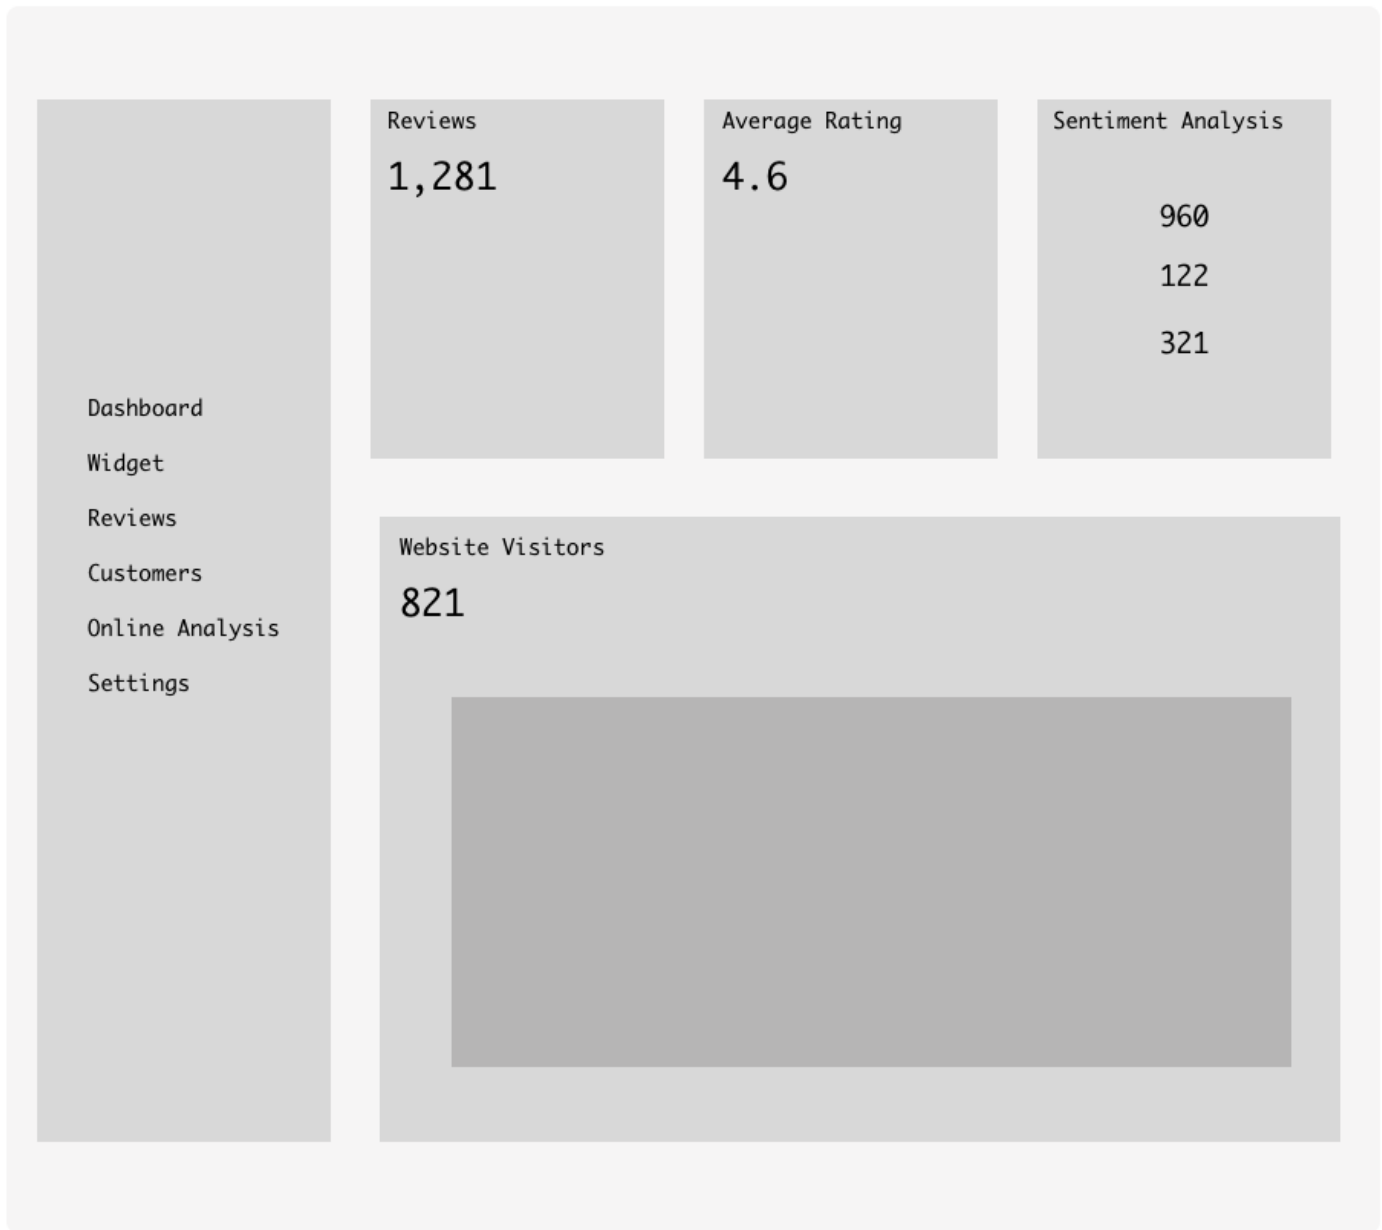 Dashboard
Widget
Reviews
Customers
Online Analysis
Settings
Reviews
1,281
Average Rating
4.6
Sentiment Analysis
960
122
321
Website Visitors
821